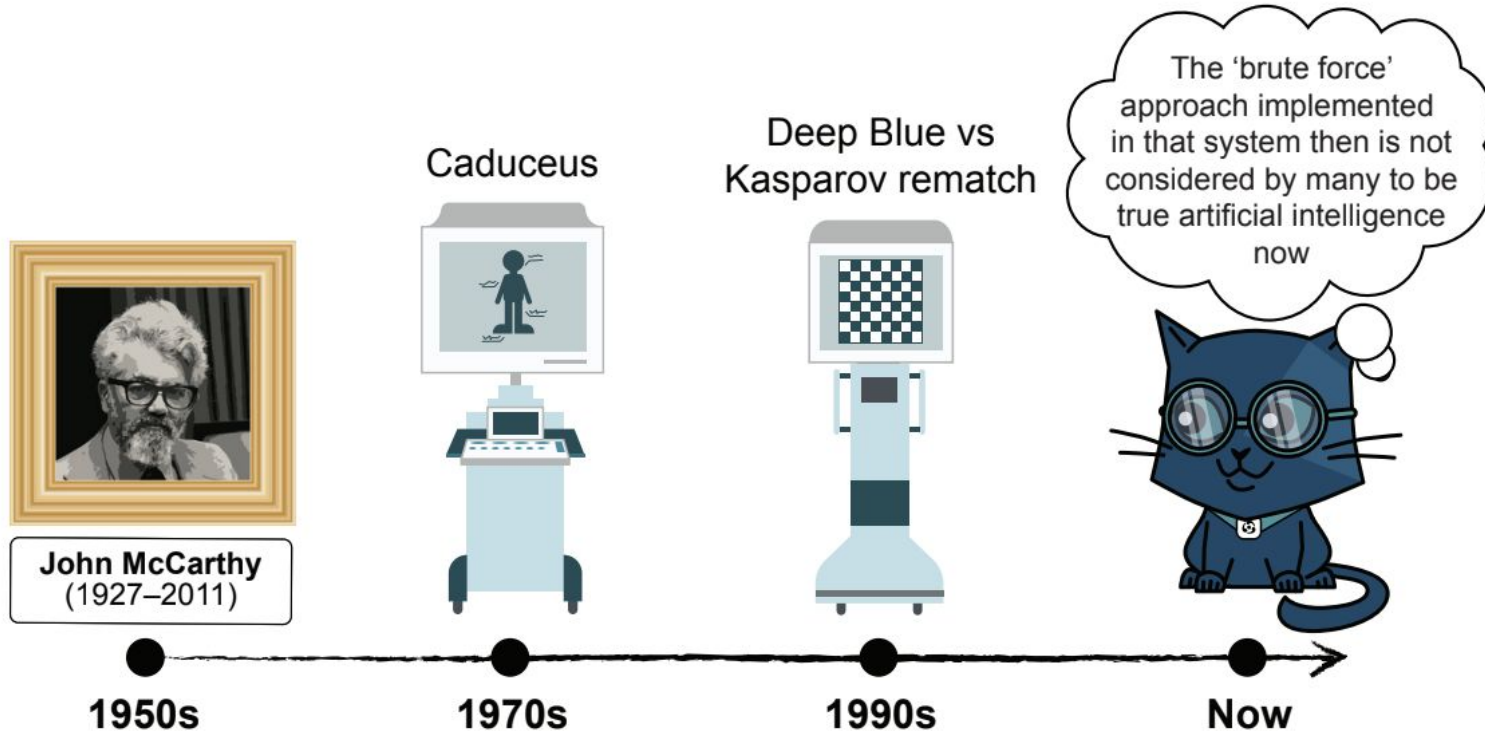 Caduceus
Deep Blue vs
Kasparov rematch
The ‘brute force’
approach implemented
in that system then is not
considered by many to be
true artificial intelligence
now
John McCarthy
(1927–2011)
1950s
1970s
1990s
Now